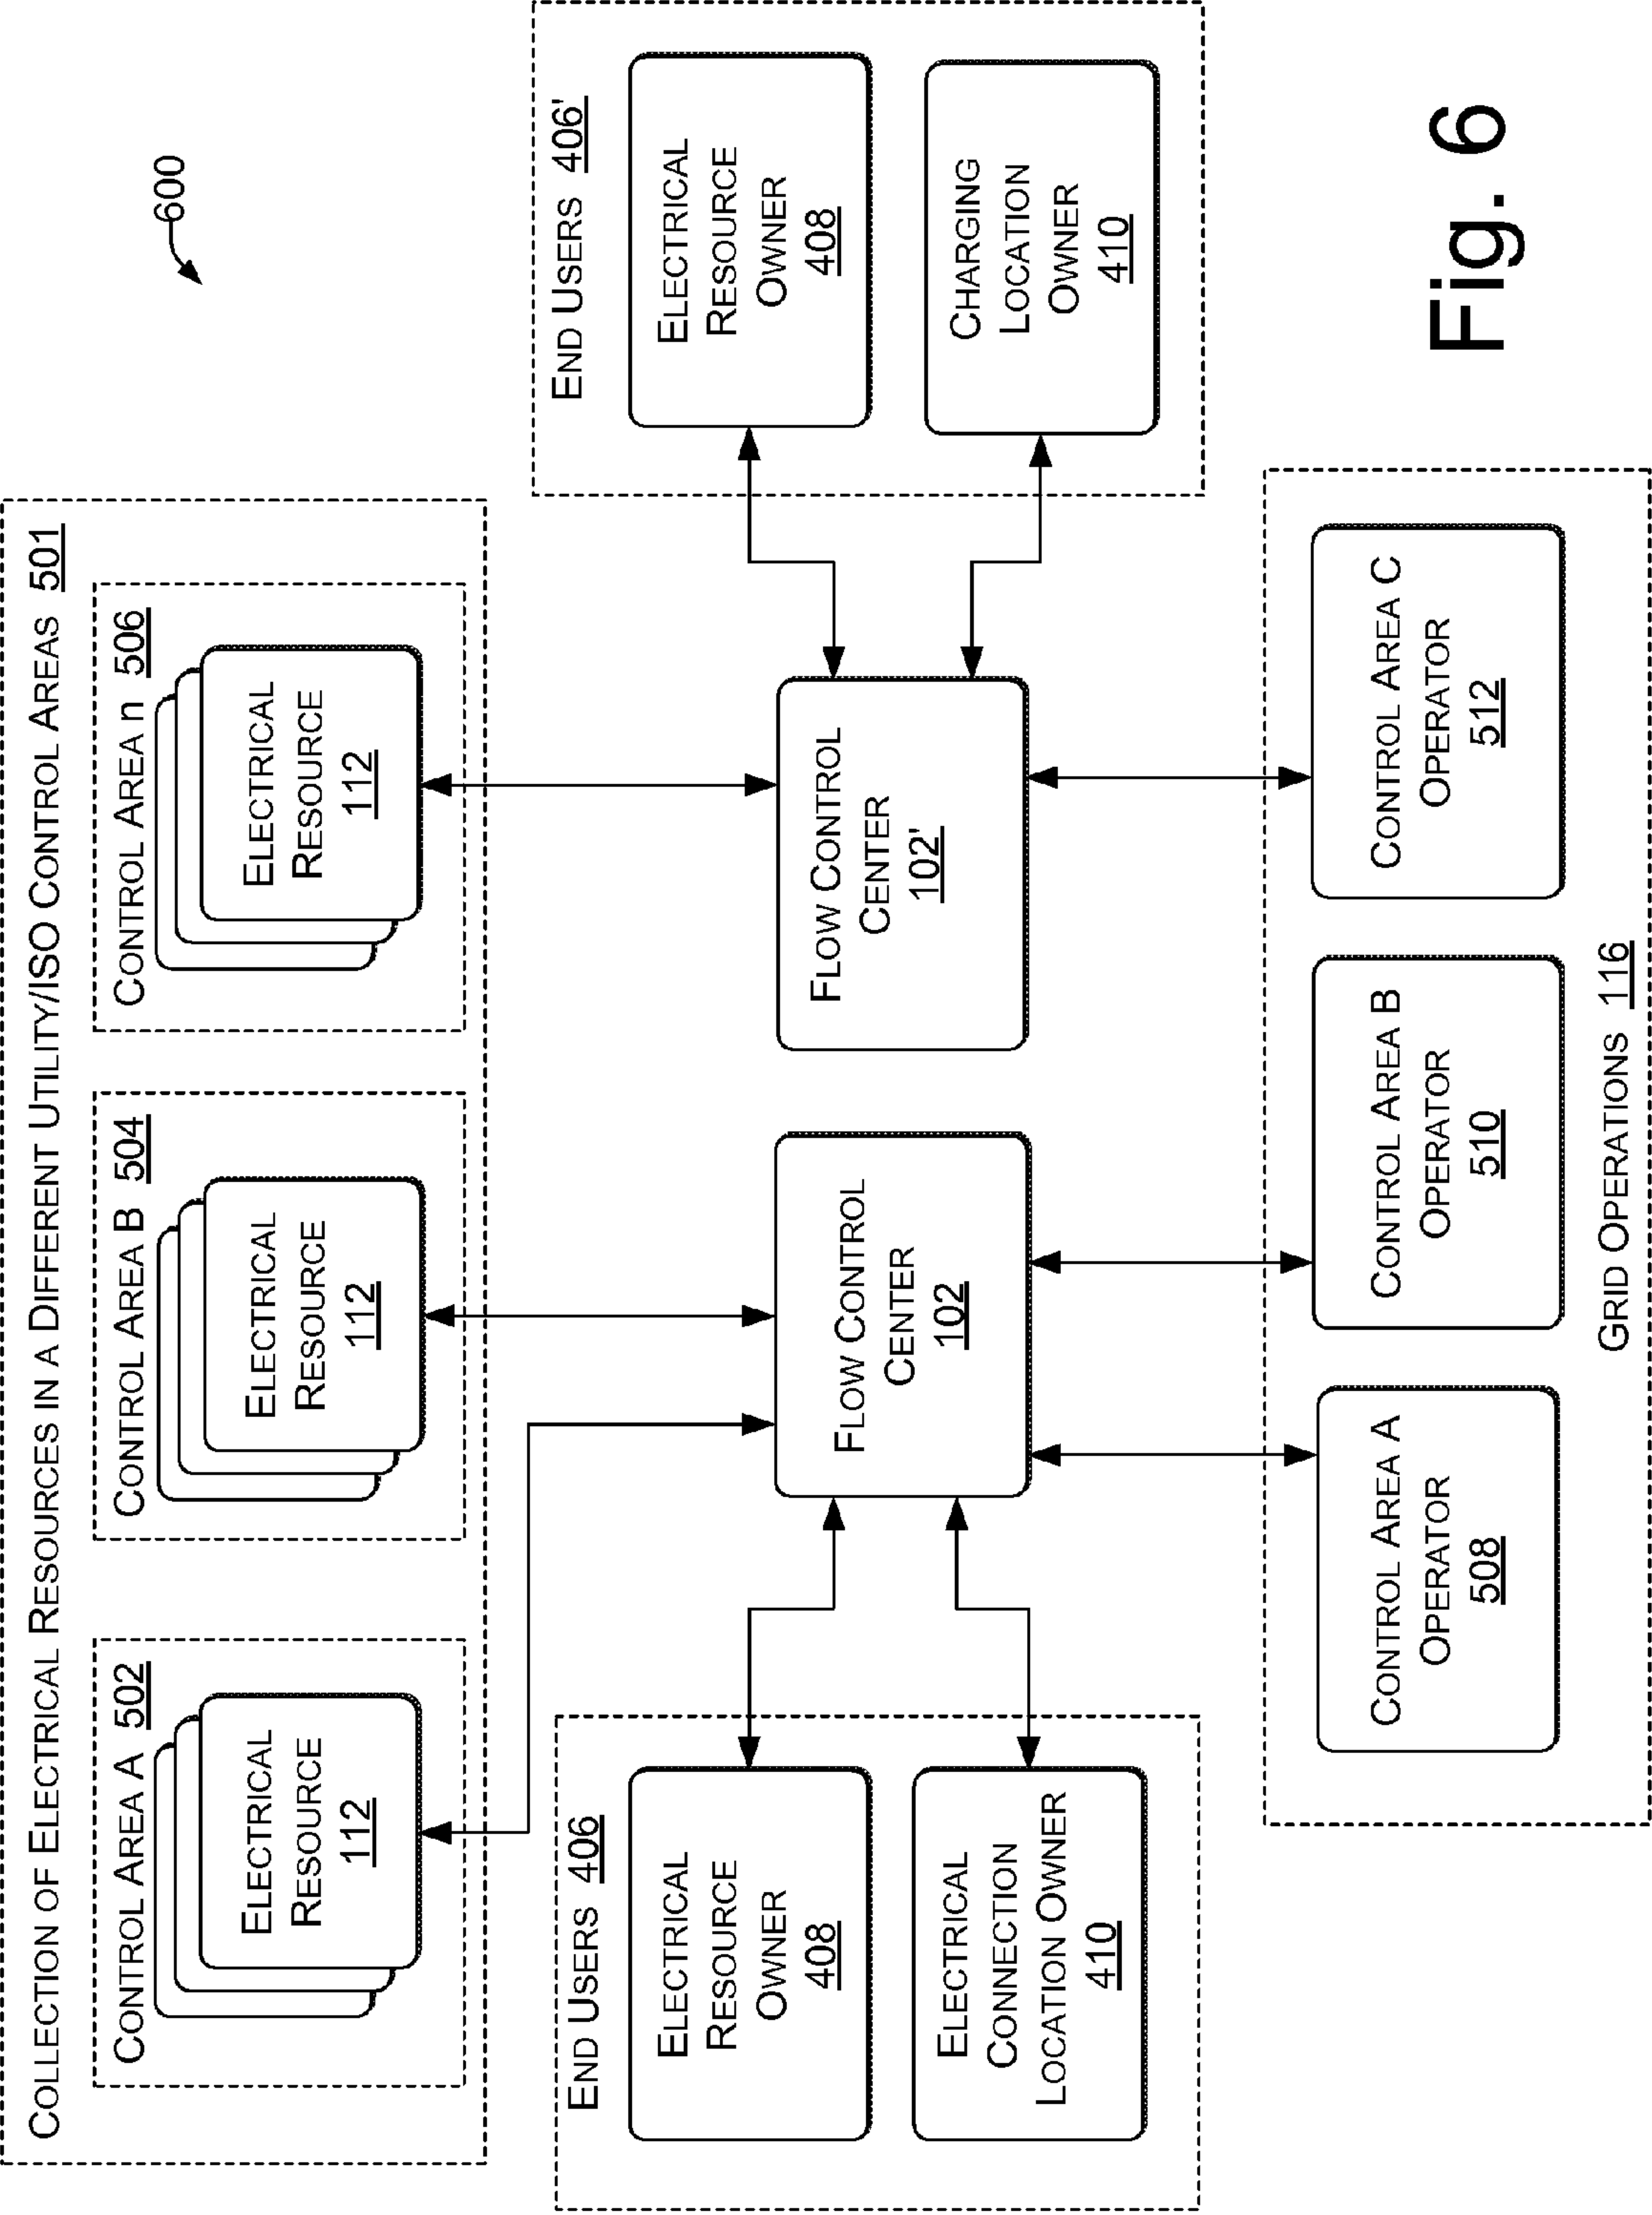 600
COLLECTION OF ELECTRICAL RESOURCES IN A DIFFERENT UTILITY/ISO CONTROL AREAS 501
CONTROL AREA A 502
ELECTRICAL
RESOURCE
112
CONTROL AREA B 504
ELECTRICAL
RESOURCE
112
CONTROL AREA n 506
ELECTRICAL
RESOURCE
112
END USERS 406
ELECTRICAL
RESOURCE
OWNER
408
ELECTRICAL
CONNECTION
LOCATION OWNER
410
FLOW CONTROL
CENTER
102
FLOW CONTROL
CENTER
102'
END USERS 406'
ELECTRICAL
RESOURCE
OWNER
408
CHARGING
LOCATION
OWNER
410
CONTROL AREA A
OPERATOR
508
CONTROL AREA B
OPERATOR
510
CONTROL AREA C
OPERATOR
512
GRID OPERATIONS 116
Fig. 6